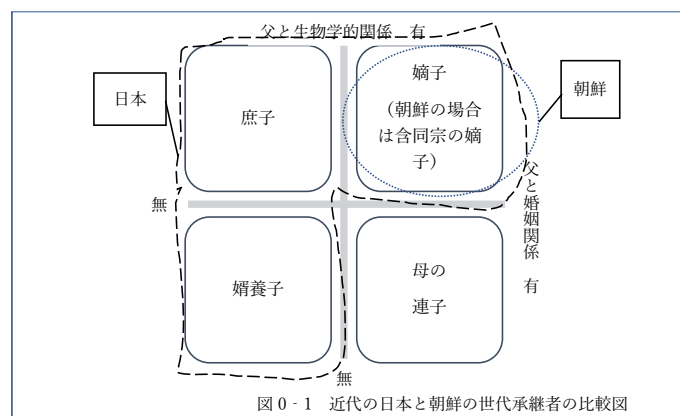 父と生物学的関係　有
日本
庶子
嫡子
（朝鮮の場合
は含同宗の嫡
子）
朝鮮
無
父と婚姻関係　有
婿養子
母の
連子
無
図 0 - 1　近代の日本と朝鮮の世代承継者の比較図